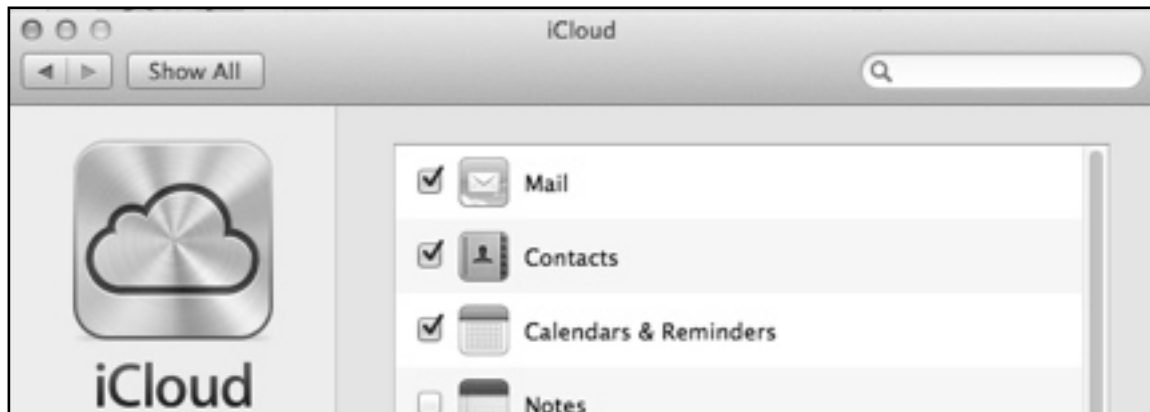 iCloud
Show All
Mail
Contacts
Calendars & Reminders
Notes
iCloud